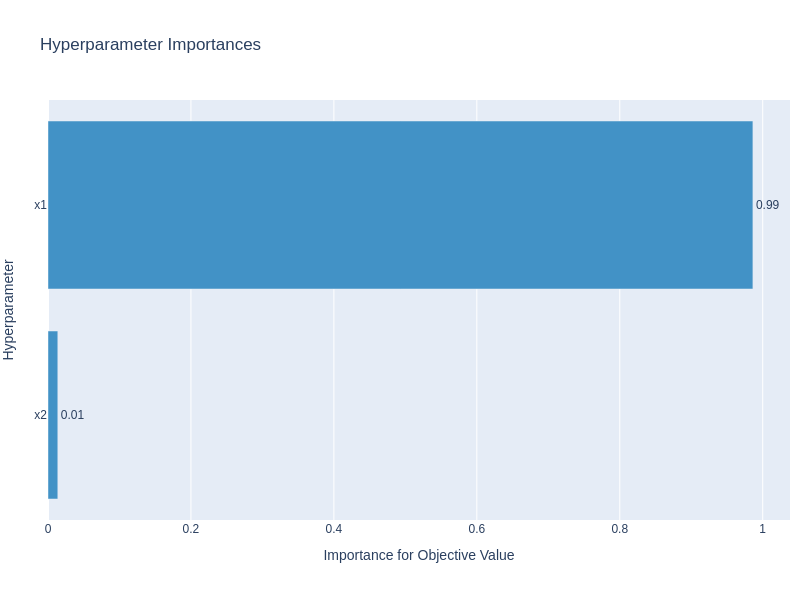 Hyperparameter Importances
Hyperparameter
x1
0.99
x2
0.01
0
0.2
0.4
0.6
0.8
1
Importance for Objective Value